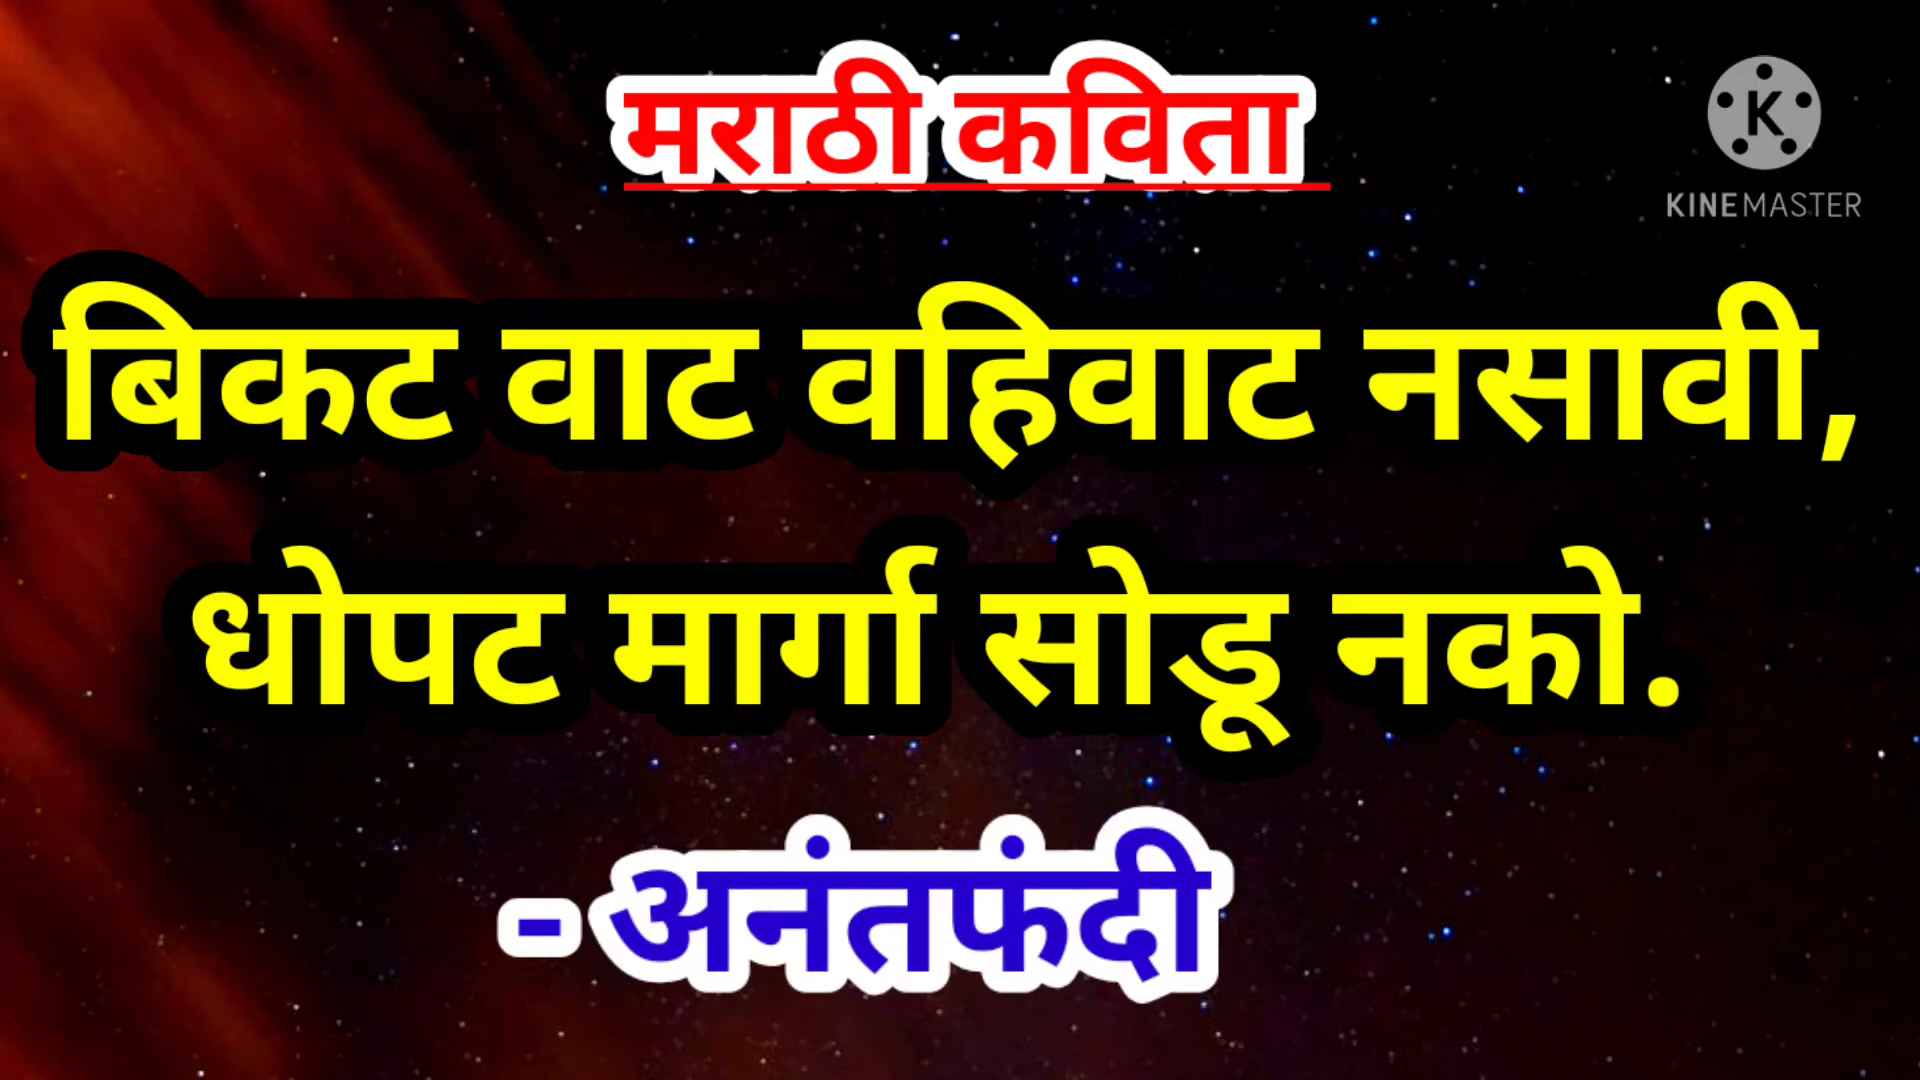 मराठी कविता
K
KINEMASTER
बिकट वाट वहिवाट नसावी,
धोपट मार्गा सोडू नको.
- अनंतफंदी